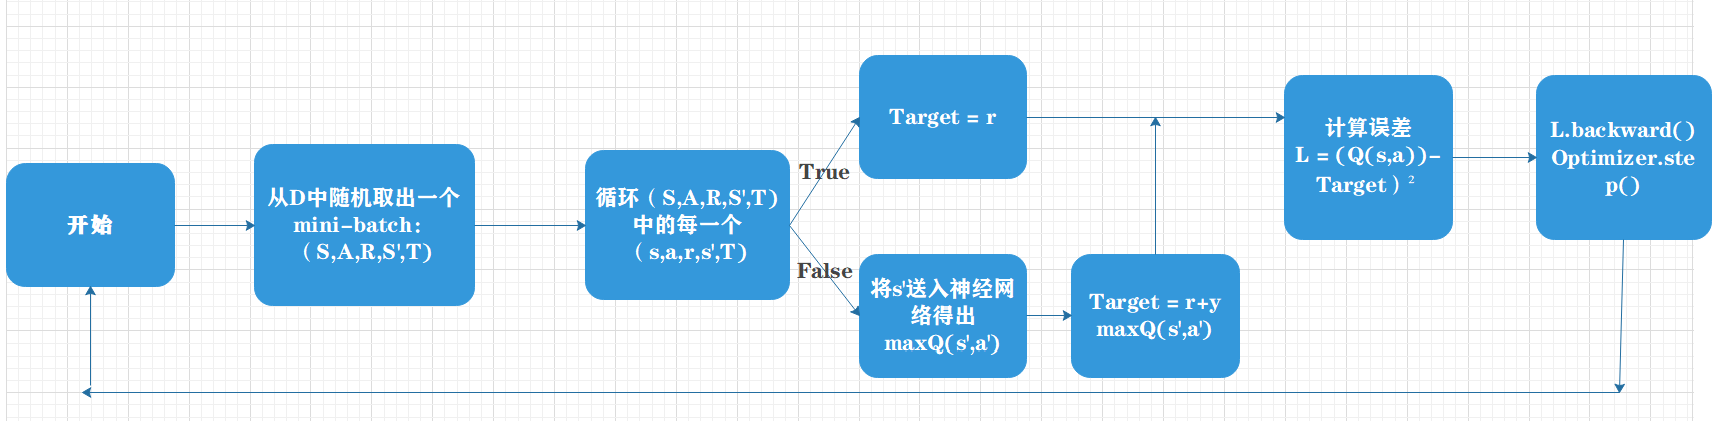 开始
从D中随机取出一个
mini-batch:
（S,A,R,S',T)
循环（S,A,R,S',T)
中的每一个
（s,a,r,s',T)
True
False
Target = r
将s'送入神经网
络得出
maxQ(s',a')
Target = r+y
maxQ(s',a')
计算误差
L =(Q(s,a))-
Target）²
L.backward()
Optimizer.ste
p()